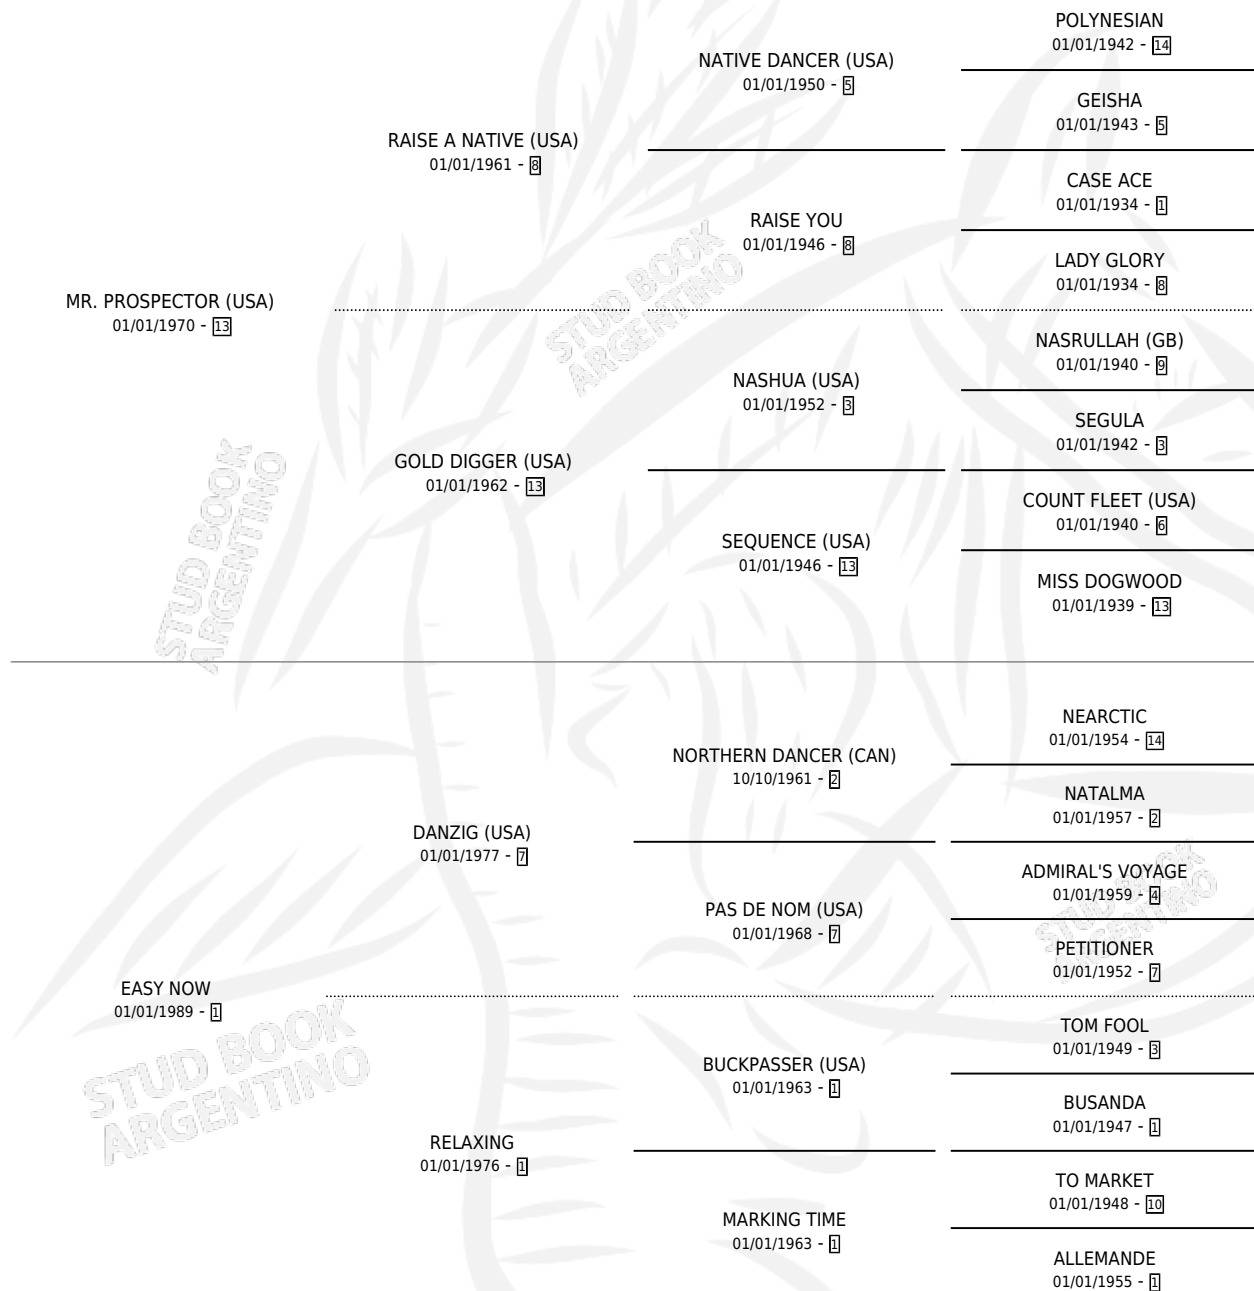 POLYNESIAN
01/01/1942 - 14
NATIVE DANCER (USA)
01/01/1950 - 5
GEISHA
01/01/1943 - 5
RAISE A NATIVE (USA)
01/01/1961 - 8
CASE ACE
01/01/1934 - 1
RAISE YOU
01/01/1946 - 8
LADY GLORY
01/01/1934 - 8
MR. PROSPECTOR (USA)
01/01/1970 - 13
STUD BOOK
ARGENTINO
NASRULLAH (GB)
01/01/1940 - 9
NASHUA (USA)
01/01/1952 - 3
SEGULA
01/01/1942 - 3
GOLD DIGGER (USA)
01/01/1962 - 13
COUNT FLEET (USA)
01/01/1940 - 6
SEQUENCE (USA)
01/01/1946 - 13
MISS DOGWOOD
01/01/1939 - 13
STUD BOOK
ARGENTINO
NEARCTIC
01/01/1954 - 14
NORTHERN DANCER (CAN)
10/10/1961 - 2
NATALMA
01/01/1957 - 2
DANZIG (USA)
01/01/1977 - 7
ADMIRAL'S VOYAGE
01/01/1959 - 4
PAS DE NOM (USA)
01/01/1968 - 7
STUD BOOK
ARGENTINO
PETITIONER
01/01/1952 - 7
EASY NOW
01/01/1989 - 1
TOM FOOL
01/01/1949 - 3
BUCKPASSER (USA)
01/01/1963 - 1
BUSANDA
01/01/1947 - 1
STUD BOOK
ARGENTINO
RELAXING
01/01/1976 - 1
TO MARKET
01/01/1948 - 10
MARKING TIME
01/01/1963 - 1
ALLEMANDE
01/01/1955 - 1